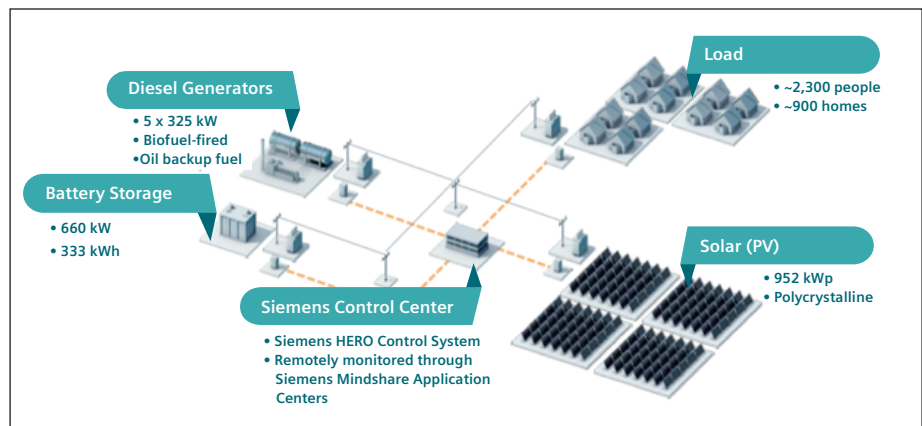 Diesel Generators
• 5 x 325 kW
• Biofuel-fired
•Oil backup fuel
Load
• ~2,300 people
• ~900 homes
Battery Storage
• 660 kW
• 333 kWh
Solar (PV)
• 952 kWp
• Polycrystalline
Siemens Control Center
• Siemens HERO Control System
• Remotely monitored through
Siemens Mindshare Application
Centers